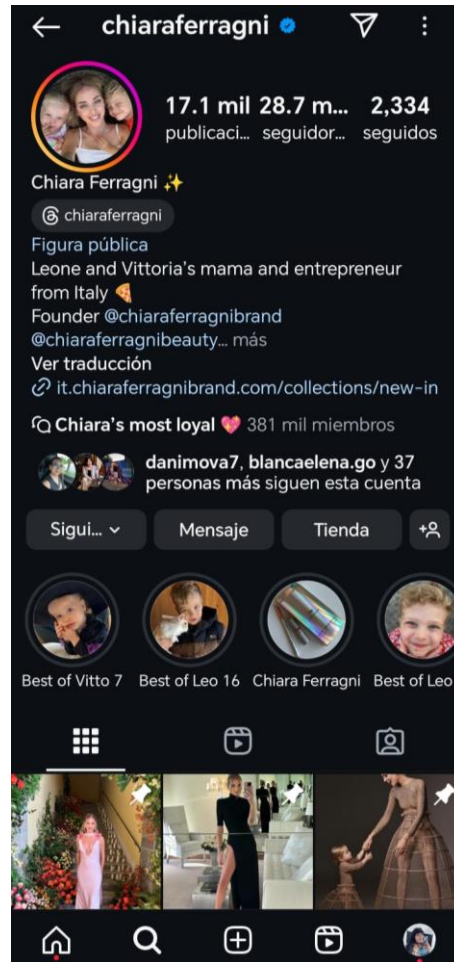 chiaraferragni
17.1 mil 28.7 m... 2,334
publicaci... seguidor... seguidos
Chiara Ferragni ✨
chiaraferragni
Figura pública
Leone and Vittoria's mama and entrepreneur
from Italy 🍕
Founder @chiaraferragnibrand
@chiaraferragnibeauty... más
Ver traducción
it.chiaraferragnibrand.com/collections/new-in
Chiara's most loyal 💖 381 mil miembros
danimova7, blancaelena.go y 37
personas más siguen esta cuenta
Sigui... Mensaje Tienda
Best of Vitto 7 Best of Leo 16 Chiara Ferragni Best of Leo